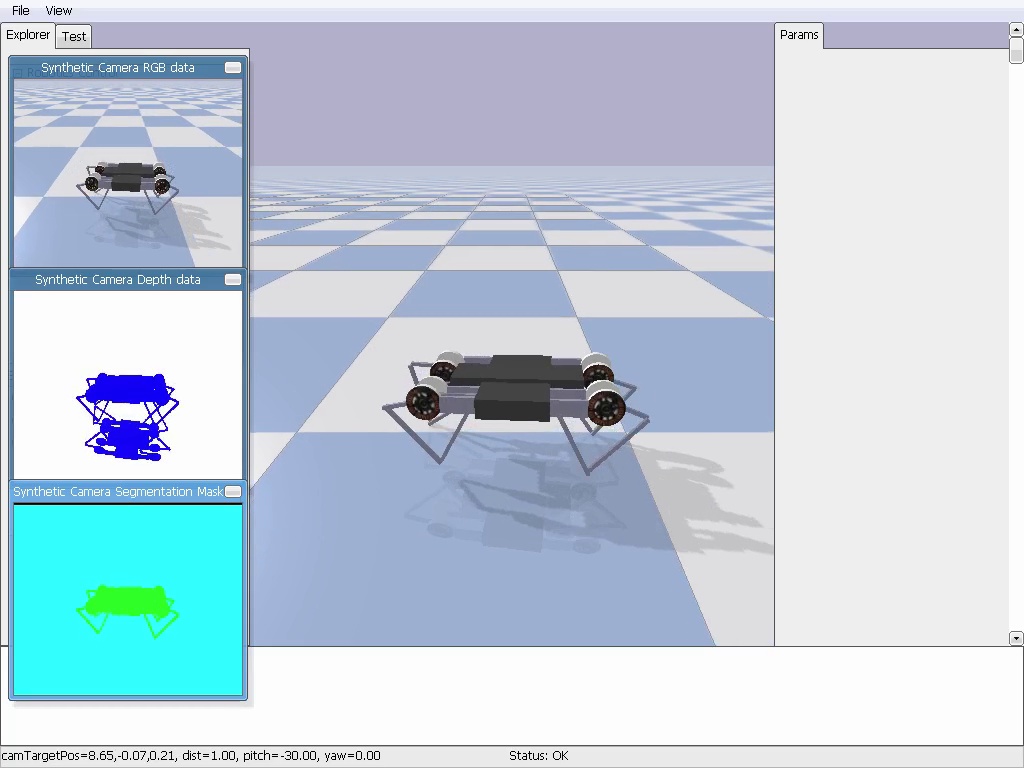 File View
Explorer Test
Params
Synthetic Camera RGB data
Synthetic Camera Depth data
Synthetic Camera Segmentation Mask
camTargetPos=8.65,-0.07,0.21, dist=1.00, pitch=-30.00, yaw=0.00
Status: OK